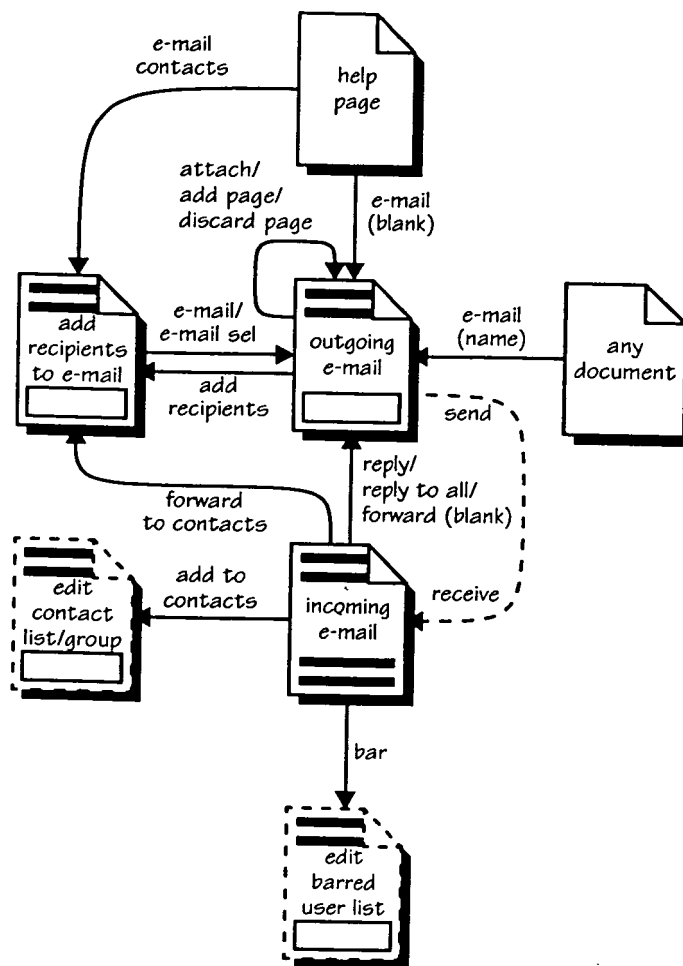 e-mail
contacts
help
page
attach/
add page/
discard page
e-mail
(blank)
add
recipients
to e-mail
e-mail/
e-mail sel
add
recipients
outgoing
e-mail
e-mail
(name)
any
document
send
forward
to contacts
reply/
reply to all/
forward (blank)
edit
contact
list/group
add to
contacts
incoming
e-mail
receive
bar
edit
barred
user list